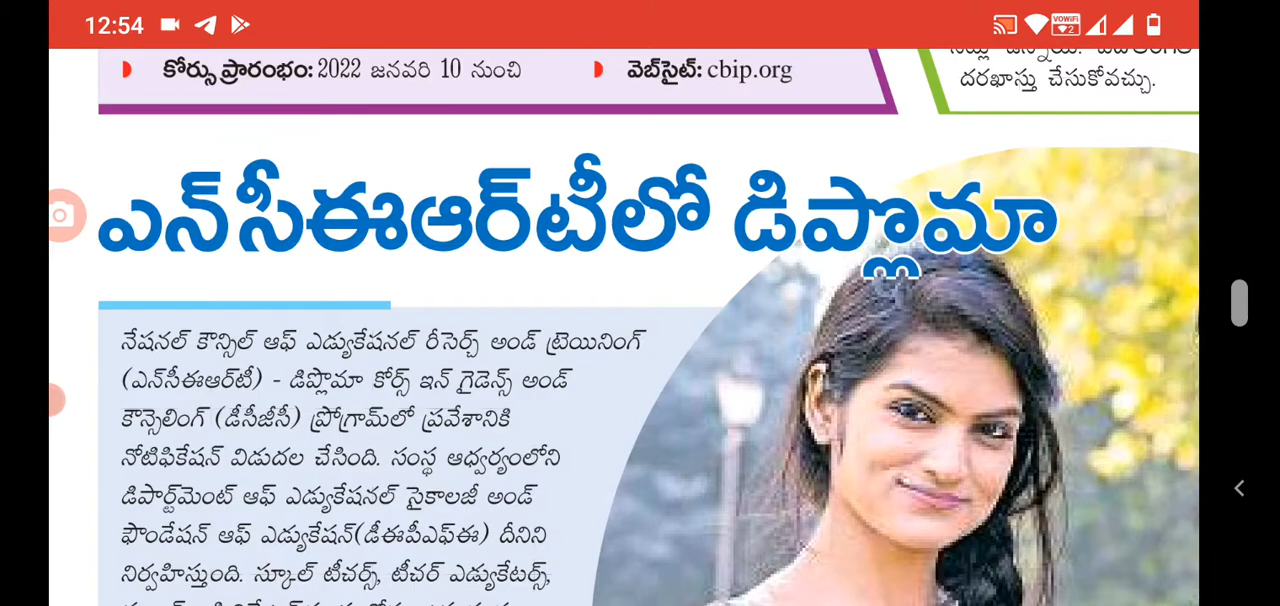 12:54
VOWIFI 2
దరఖాస్తు చేసుకోవచ్చు.
కోర్సు ప్రారంభం: 2022 జనవరి 10 నుంచి
వెబ్‌సైట్: cbip.org
ఎన్‌సీఈఆర్‌టీలో డిప్లొమా
నేషనల్ కౌన్సిల్ ఆఫ్ ఎడ్యుకేషనల్ రీసెర్చ్ అండ్ ట్రెయినింగ్
(ఎన్‌సీఈఆర్‌టీ) - డిప్లొమా కోర్స్ ఇన్ గైడెన్స్ అండ్
కౌన్సెలింగ్ (డీసీజీసీ) ప్రోగ్రామ్‌లో ప్రవేశానికి
నోటిఫికేషన్ విడుదల చేసింది. సంస్థ ఆధ్వర్యంలోని
డిపార్ట్‌మెంట్ ఆఫ్ ఎడ్యుకేషనల్ సైకాలజీ అండ్
ఫౌండేషన్ ఆఫ్ ఎడ్యుకేషన్(డీఈపీఎఫ్ఈ) దీనిని
నిర్వహిస్తుంది. స్కూల్ టీచర్స్, టీచర్ ఎడ్యుకేటర్స్,